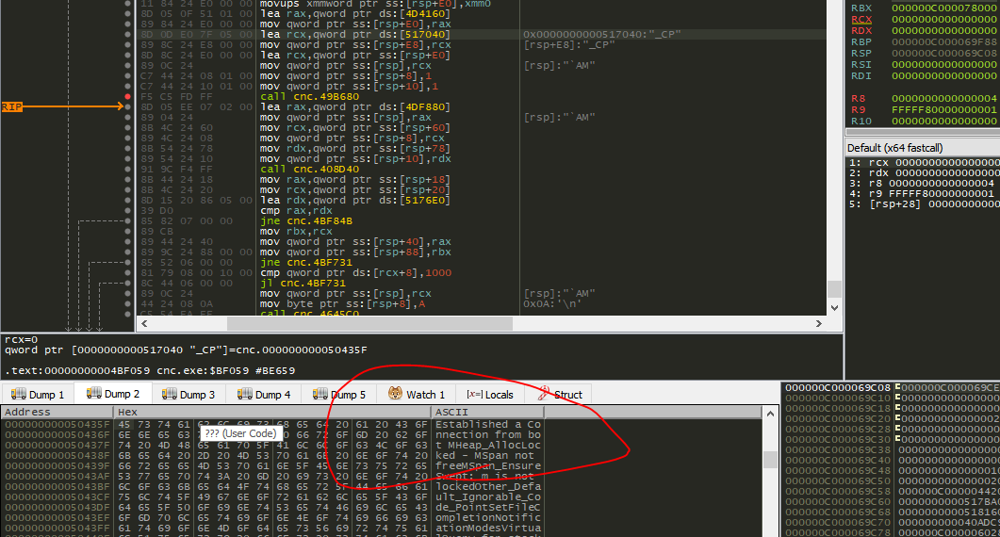 11 84 24 E0 00 00 00 movups xmmword ptr ss:[rsp+E0],xmm0
8D 05 0F 51 01 00 lea rax,qword ptr ds:[4D4160]
89 84 24 E0 00 00 00 mov qword ptr ss:[rsp+E0],rax
8D 0D E0 7F 05 00 lea rcx,qword ptr ds:[517040] 0x0000000000517040:"_CP"
89 8C 24 E8 00 00 00 mov qword ptr ss:[rsp+E8],rcx [rsp+E8]:"_CP"
8D 8C 24 E0 00 00 00 lea rcx,qword ptr ss:[rsp+E0]
89 0C 24 mov qword ptr ss:[rsp],rcx [rsp]:"`AM"
C7 44 24 08 01 00 mov qword ptr ss:[rsp+8],1
C7 44 24 10 01 00 mov qword ptr ss:[rsp+10],1
F5 C5 FD FF call cnc.49B680
RIP 8D 05 EE 07 02 00 lea rax,qword ptr ds:[4DF880]
89 04 24 mov qword ptr ss:[rsp],rax [rsp]:"`AM"
8B 4C 24 60 mov rcx,qword ptr ss:[rsp+60]
89 4C 24 08 mov qword ptr ss:[rsp+8],rcx
8B 54 24 78 mov rdx,qword ptr ss:[rsp+78]
89 54 24 10 mov qword ptr ss:[rsp+10],rdx
91 9C F4 FF call cnc.408D40
8B 44 24 18 mov rax,qword ptr ss:[rsp+18]
8B 4C 24 20 mov rcx,qword ptr ss:[rsp+20]
8D 15 20 86 05 00 lea rdx,qword ptr ds:[5176E0]
39 D0 cmp rax,rdx
85 82 07 00 00 jne cnc.4BF84B
89 CB mov rbx,rcx
89 44 24 40 mov qword ptr ss:[rsp+40],rax
89 9C 24 88 00 00 mov qword ptr ss:[rsp+88],rbx
85 52 06 00 00 jne cnc.4BF731
81 79 08 00 10 00 cmp qword ptr ds:[rcx+8],1000
8C 44 06 00 00 jl cnc.4BF731
89 0C 24 mov qword ptr ss:[rsp],rcx [rsp]:"`AM"
44 24 08 0A mov byte ptr ss:[rsp+8],A 0x0A:'\n'
call cnc.4645C0
RBX 000000C000078000
RCX 0000000000000000
RDX 0000000000000000
RBP 000000C000069F88
RSP 000000C000069C08
RSI 0000000000000000
RDI 0000000000000000
R8 0000000000000004
R9 FFFFF80000000001
R10 0000000000000000
Default (x64 fastcall)
1: rcx 0000000000000000
2: rdx 0000000000000000
3: r8 0000000000000004
4: r9 FFFFF80000000001
5: [rsp+28] 00000000000
rcx=0
qword ptr [0000000000517040 "_CP"]=cnc.000000000050435F
.text:00000000004BF059 cnc.exe:$BF059 #BE659
Dump 1 Dump 2 Dump 3 Dump 4 Dump 5 Watch 1 [x=] Locals Struct
Address Hex ASCII
000000000050435F 45 73 74 61 62 6C 69 73 68 65 64 20 61 20 43 6F Established a Co
000000000050436F 6E 6E 65 63 ??? (User Code) 20 66 72 6F 6D 20 62 6F nnection from bo
000000000050437F 74 20 4D 48 65 61 70 5F 41 6C 6C 6F 63 4C 6F 63 t MHeap_AllocLoc
000000000050438F 6B 65 64 20 2D 20 4D 53 70 61 6E 20 6E 6F 74 20 ked - MSpan not
000000000050439F 66 72 65 65 4D 53 70 61 6E 5F 45 6E 73 75 72 65 freeMSpan_Ensure
00000000005043AF 53 77 65 70 74 3A 20 6D 20 69 73 20 6E 6F 74 20 Swept: m is not
00000000005043BF 6C 6F 63 6B 65 64 4F 74 68 65 72 5F 44 65 66 61 lockedOther_Defa
00000000005043CF 75 6C 74 5F 49 67 6E 6F 72 61 62 6C 65 5F 43 6F ult_Ignorable_Co
00000000005043DF 64 65 5F 50 6F 69 6E 74 53 65 74 46 69 6C 65 43 de_PointSetFileC
00000000005043EF 6F 6D 70 6C 65 74 69 6F 6E 4E 6F 74 69 66 69 63 ompletionNotific
00000000005043FF 61 74 69 6F 6E 4D 6F 64 65 73 56 69 72 74 75 61 ationModesVirtua
000000C000069C08 000000C000069CE
000000C000069C10
000000C000069C18
000000C000069C20
000000C000069C28
000000C000069C30
000000C000069C38
000000C000069C40
000000C000069C48
000000C000069C50
000000C000069C58
000000C000069C60
000000C000069C68
000000C000069C70
000000C000069C78